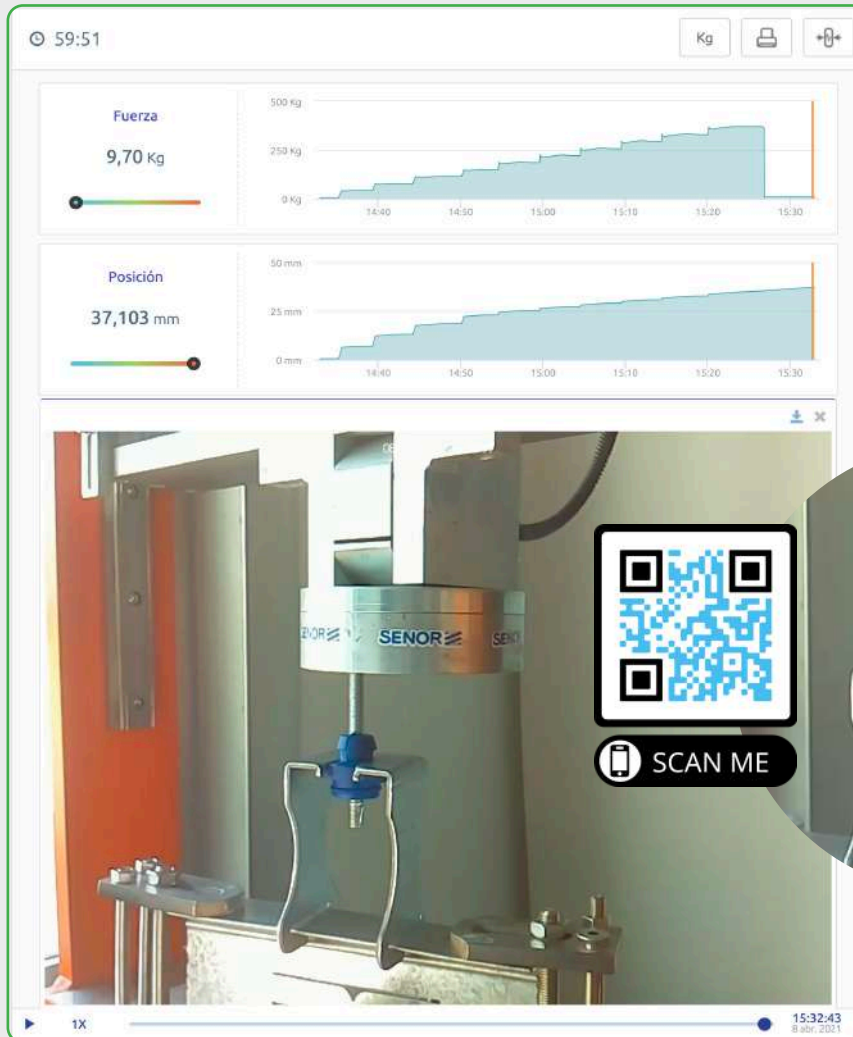 59:51
Kg
Fuerza
9,70 Kg
500 Kg
250 Kg
0 Kg
14:40
14:50
15:00
15:10
15:20
15:30
Posición
37,103 mm
50 mm
25 mm
0 mm
14:40
14:50
15:00
15:10
15:20
15:30
SENOR
SCAN ME
1X
15:32:43
8 abr. 2021